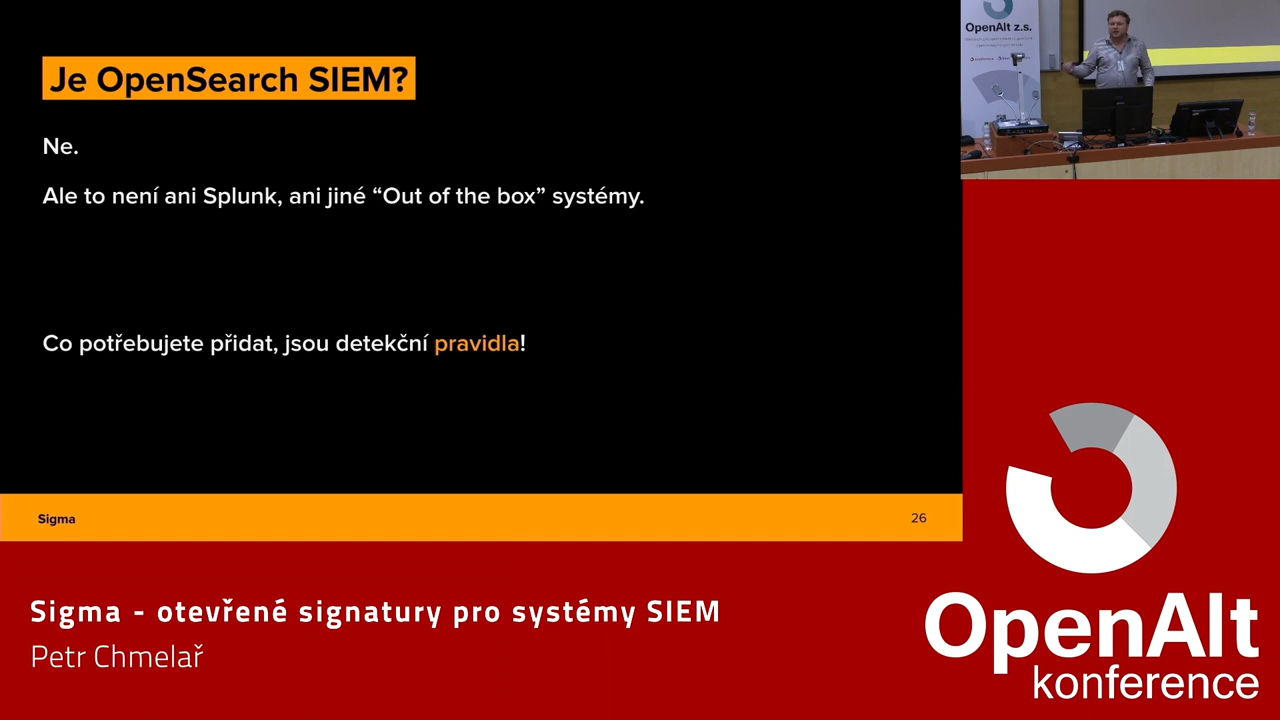 Je OpenSearch SIEM?
Ne.
Ale to není ani Splunk, ani jiné “Out of the box” systémy.
Co potřebujete přidat, jsou detekční pravidla!
Sigma
26
OpenAlt z.s.
Sigma - otevřené signatury pro systémy SIEM
Petr Chmelař
OpenAlt
konference